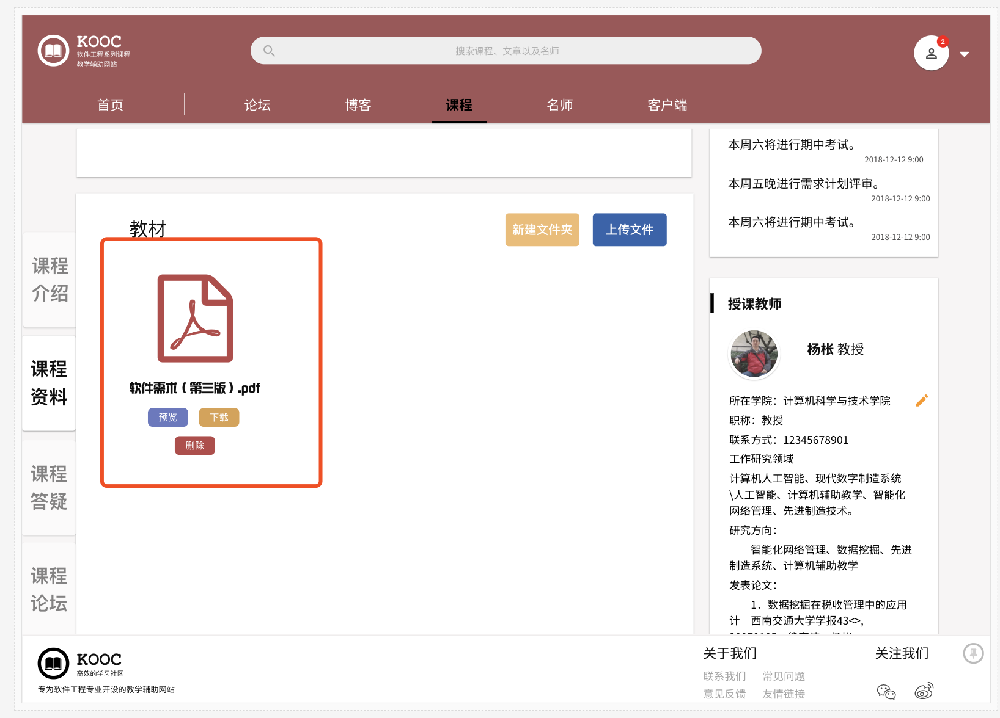 KOOC
软件工程系列课程
教学辅助网站
搜索课程、文章以及名师
2
首页
论坛
博客
课程
名师
客户端
本周六将进行期中考试。
2018-12-12 9:00
本周五晚进行需求计划评审。
2018-12-12 9:00
本周六将进行期中考试。
2018-12-12 9:00
课程
介绍
课程
资料
课程
答疑
课程
论坛
教材
新建文件夹
上传文件
软件需求（第三版）.pdf
预览
下载
删除
授课教师
杨枨 教授
所在学院：计算机科学与技术学院
职称：教授
联系方式：12345678901
工作研究领域
计算机人工智能、现代数字制造系统
\人工智能、计算机辅助教学、智能化
网络管理、先进制造技术。
研究方向：
智能化网络管理、数据挖掘、先进
制造系统、计算机辅助教学
发表论文：
1．数据挖掘在税收管理中的应用
计　西南交通大学学报43<>,
KOOC
高效的学习社区
专为软件工程专业开设的教学辅助网站
关于我们
联系我们
常见问题
意见反馈
友情链接
关注我们